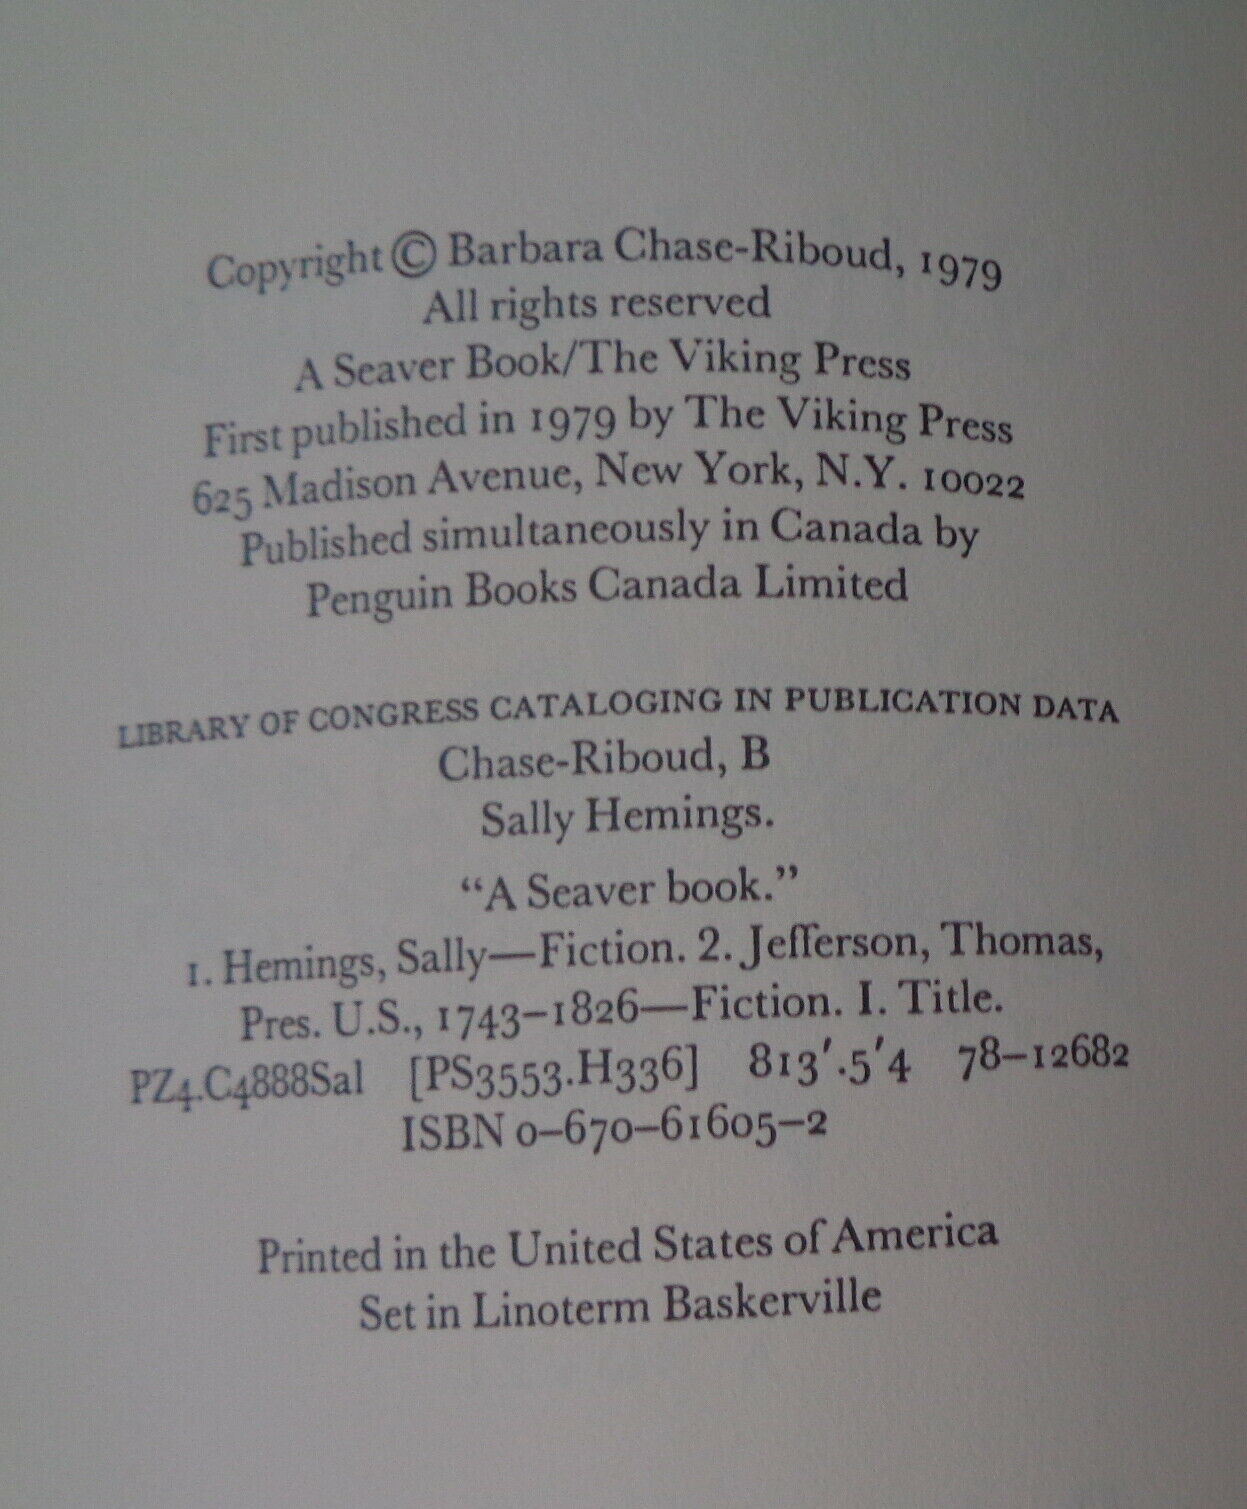 Copyright © Barbara Chase-Riboud, 1979
All rights reserved
A Seaver Book/The Viking Press
First published in 1979 by The Viking Press
625 Madison Avenue, New York, N.Y. 10022
Published simultaneously in Canada by
Penguin Books Canada Limited
LIBRARY OF CONGRESS CATALOGING IN PUBLICATION DATA
Chase-Riboud, B
Sally Hemings.
“A Seaver book.”
1. Hemings, Sally—Fiction. 2. Jefferson, Thomas,
Pres. U.S., 1743–1826—Fiction. I. Title.
PZ4.C4888Sal [PS3553.H336] 813′.5′4 78–12682
ISBN 0–670–61605–2
Printed in the United States of America
Set in Linoterm Baskerville